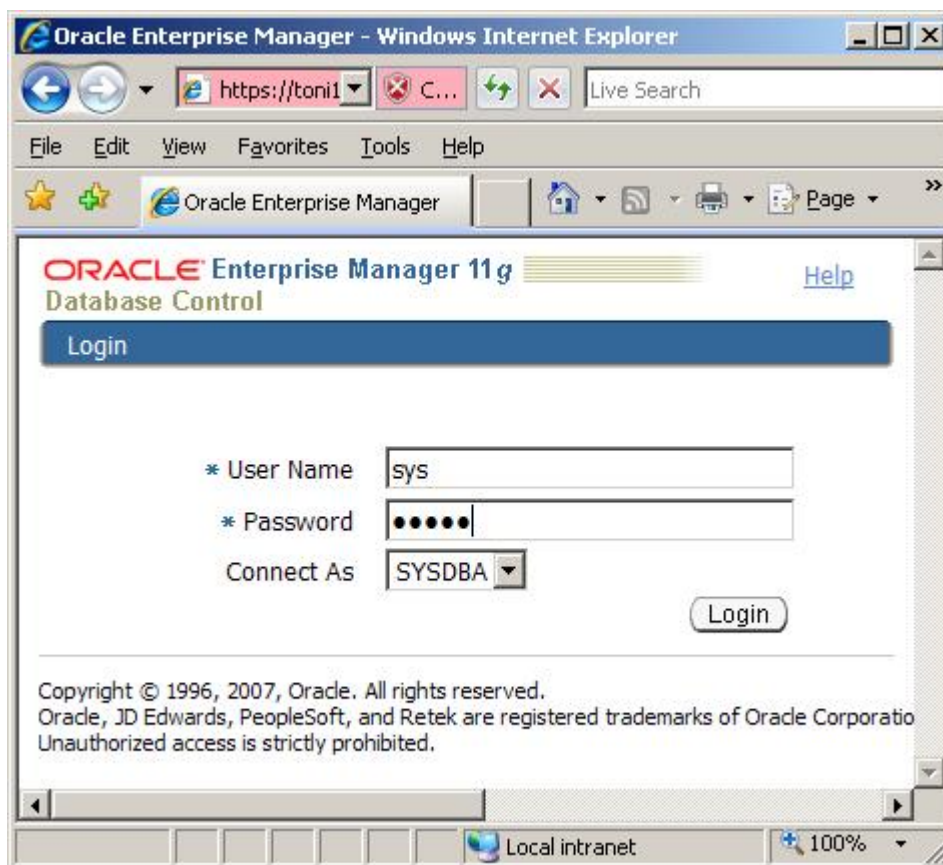 Oracle Enterprise Manager - Windows Internet Explorer
https://toni1 C... Live Search
File Edit View Favorites Tools Help
Oracle Enterprise Manager Page »
ORACLE Enterprise Manager 11g Help
Database Control
Login
* User Name sys
* Password •••••
Connect As SYSDBA
Login
Copyright © 1996, 2007, Oracle. All rights reserved.
Oracle, JD Edwards, PeopleSoft, and Retek are registered trademarks of Oracle Corporatio
Unauthorized access is strictly prohibited.
Local intranet 100%